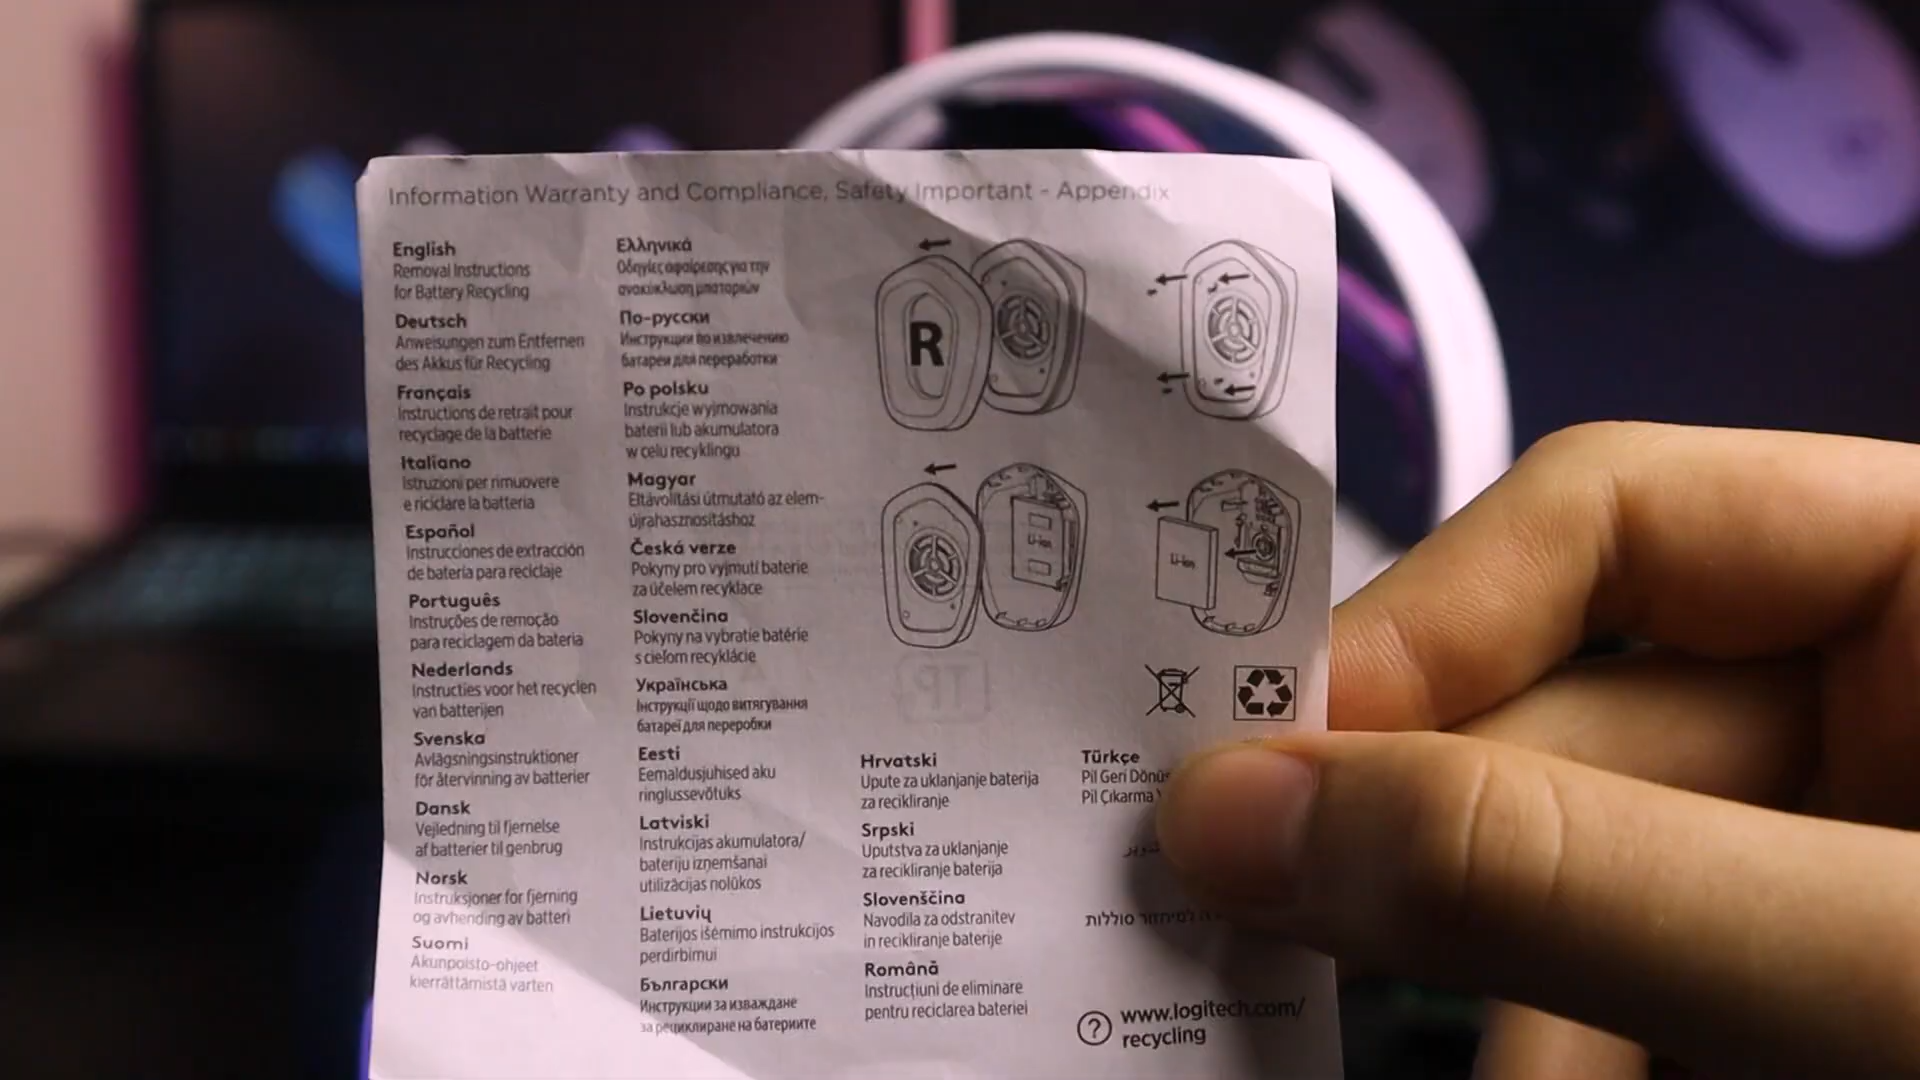 Information Warranty and Compliance, Safety Important - Appendix
English
Removal Instructions
for Battery Recycling
Deutsch
Anweisungen zum Entfernen
des Akkus für Recycling
Français
Instructions de retrait pour
recyclage de la batterie
Italiano
Istruzioni per rimuovere
e riciclare la batteria
Español
Instrucciones de extracción
de bateria para reciclaje
Português
Instruções de remoção
para reciclagem da bateria
Nederlands
Instructies voor het recyclen
van batterijen
Svenska
Avlägsningsinstruktioner
för återvinning av batterier
Dansk
Vejledning til fjernelse
af batterier til genbrug
Norsk
Instruksjoner for fjerning
og avhending av batteri
Suomi
Akunpoisto-ohjeet
kierrättämistä varten
Ελληνικά
Οδηγίες αφαίρεσης για την
ανακύκλωση μπαταριών
По-русски
Инструкции по извлечению
батареи для переработки
Po polsku
Instrukcje wyjmowania
baterii lub akumulatora
w celu recyklingu
Magyar
Eltávolítási útmutató az elem-
újrahasznosításhoz
Česká verze
Pokyny pro vyjmutí baterie
za účelem recyklace
Slovenčina
Pokyny na vybratie batérie
s cieľom recyklácie
Українська
Інструкції щодо витягування
батареї для переробки
Eesti
Eemaldusjuhised aku
ringlussevõtuks
Latviski
Instrukcijas akumulatora/
bateriju izņemšanai
utilizācijas nolūkos
Lietuvių
Baterijos išėmimo instrukcijos
perdirbimui
Български
Инструкции за изваждане
за рециклиране на батериите
R
Li-ion
Li-ion
Hrvatski
Upute za uklanjanje baterija
za recikliranje
Srpski
Uputstva za uklanjanje
za recikliranje baterija
Slovenščina
Navodila za odstranitev
in recikliranje baterije
Română
Instrucțiuni de eliminare
pentru reciclarea bateriei
Türkçe
Pil Geri
Pil Çıkarma
למיחזור סוללות
? www.logitech.com/
recycling